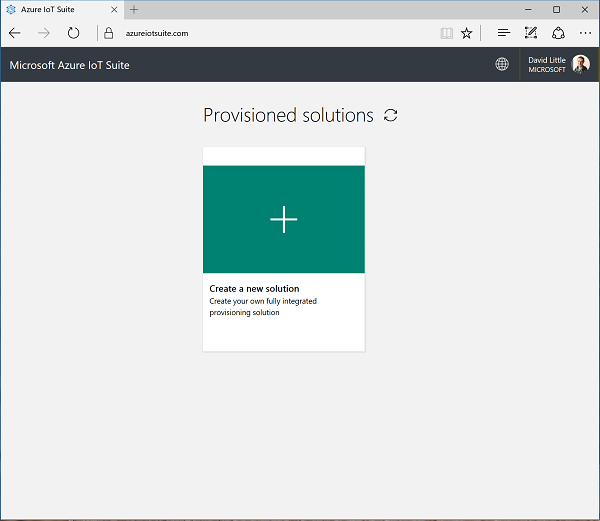 Azure IoT Suite
azureiotsuite.com
Microsoft Azure IoT Suite
David Little
MICROSOFT
Provisioned solutions
Create a new solution
Create your own fully integrated
provisioning solution